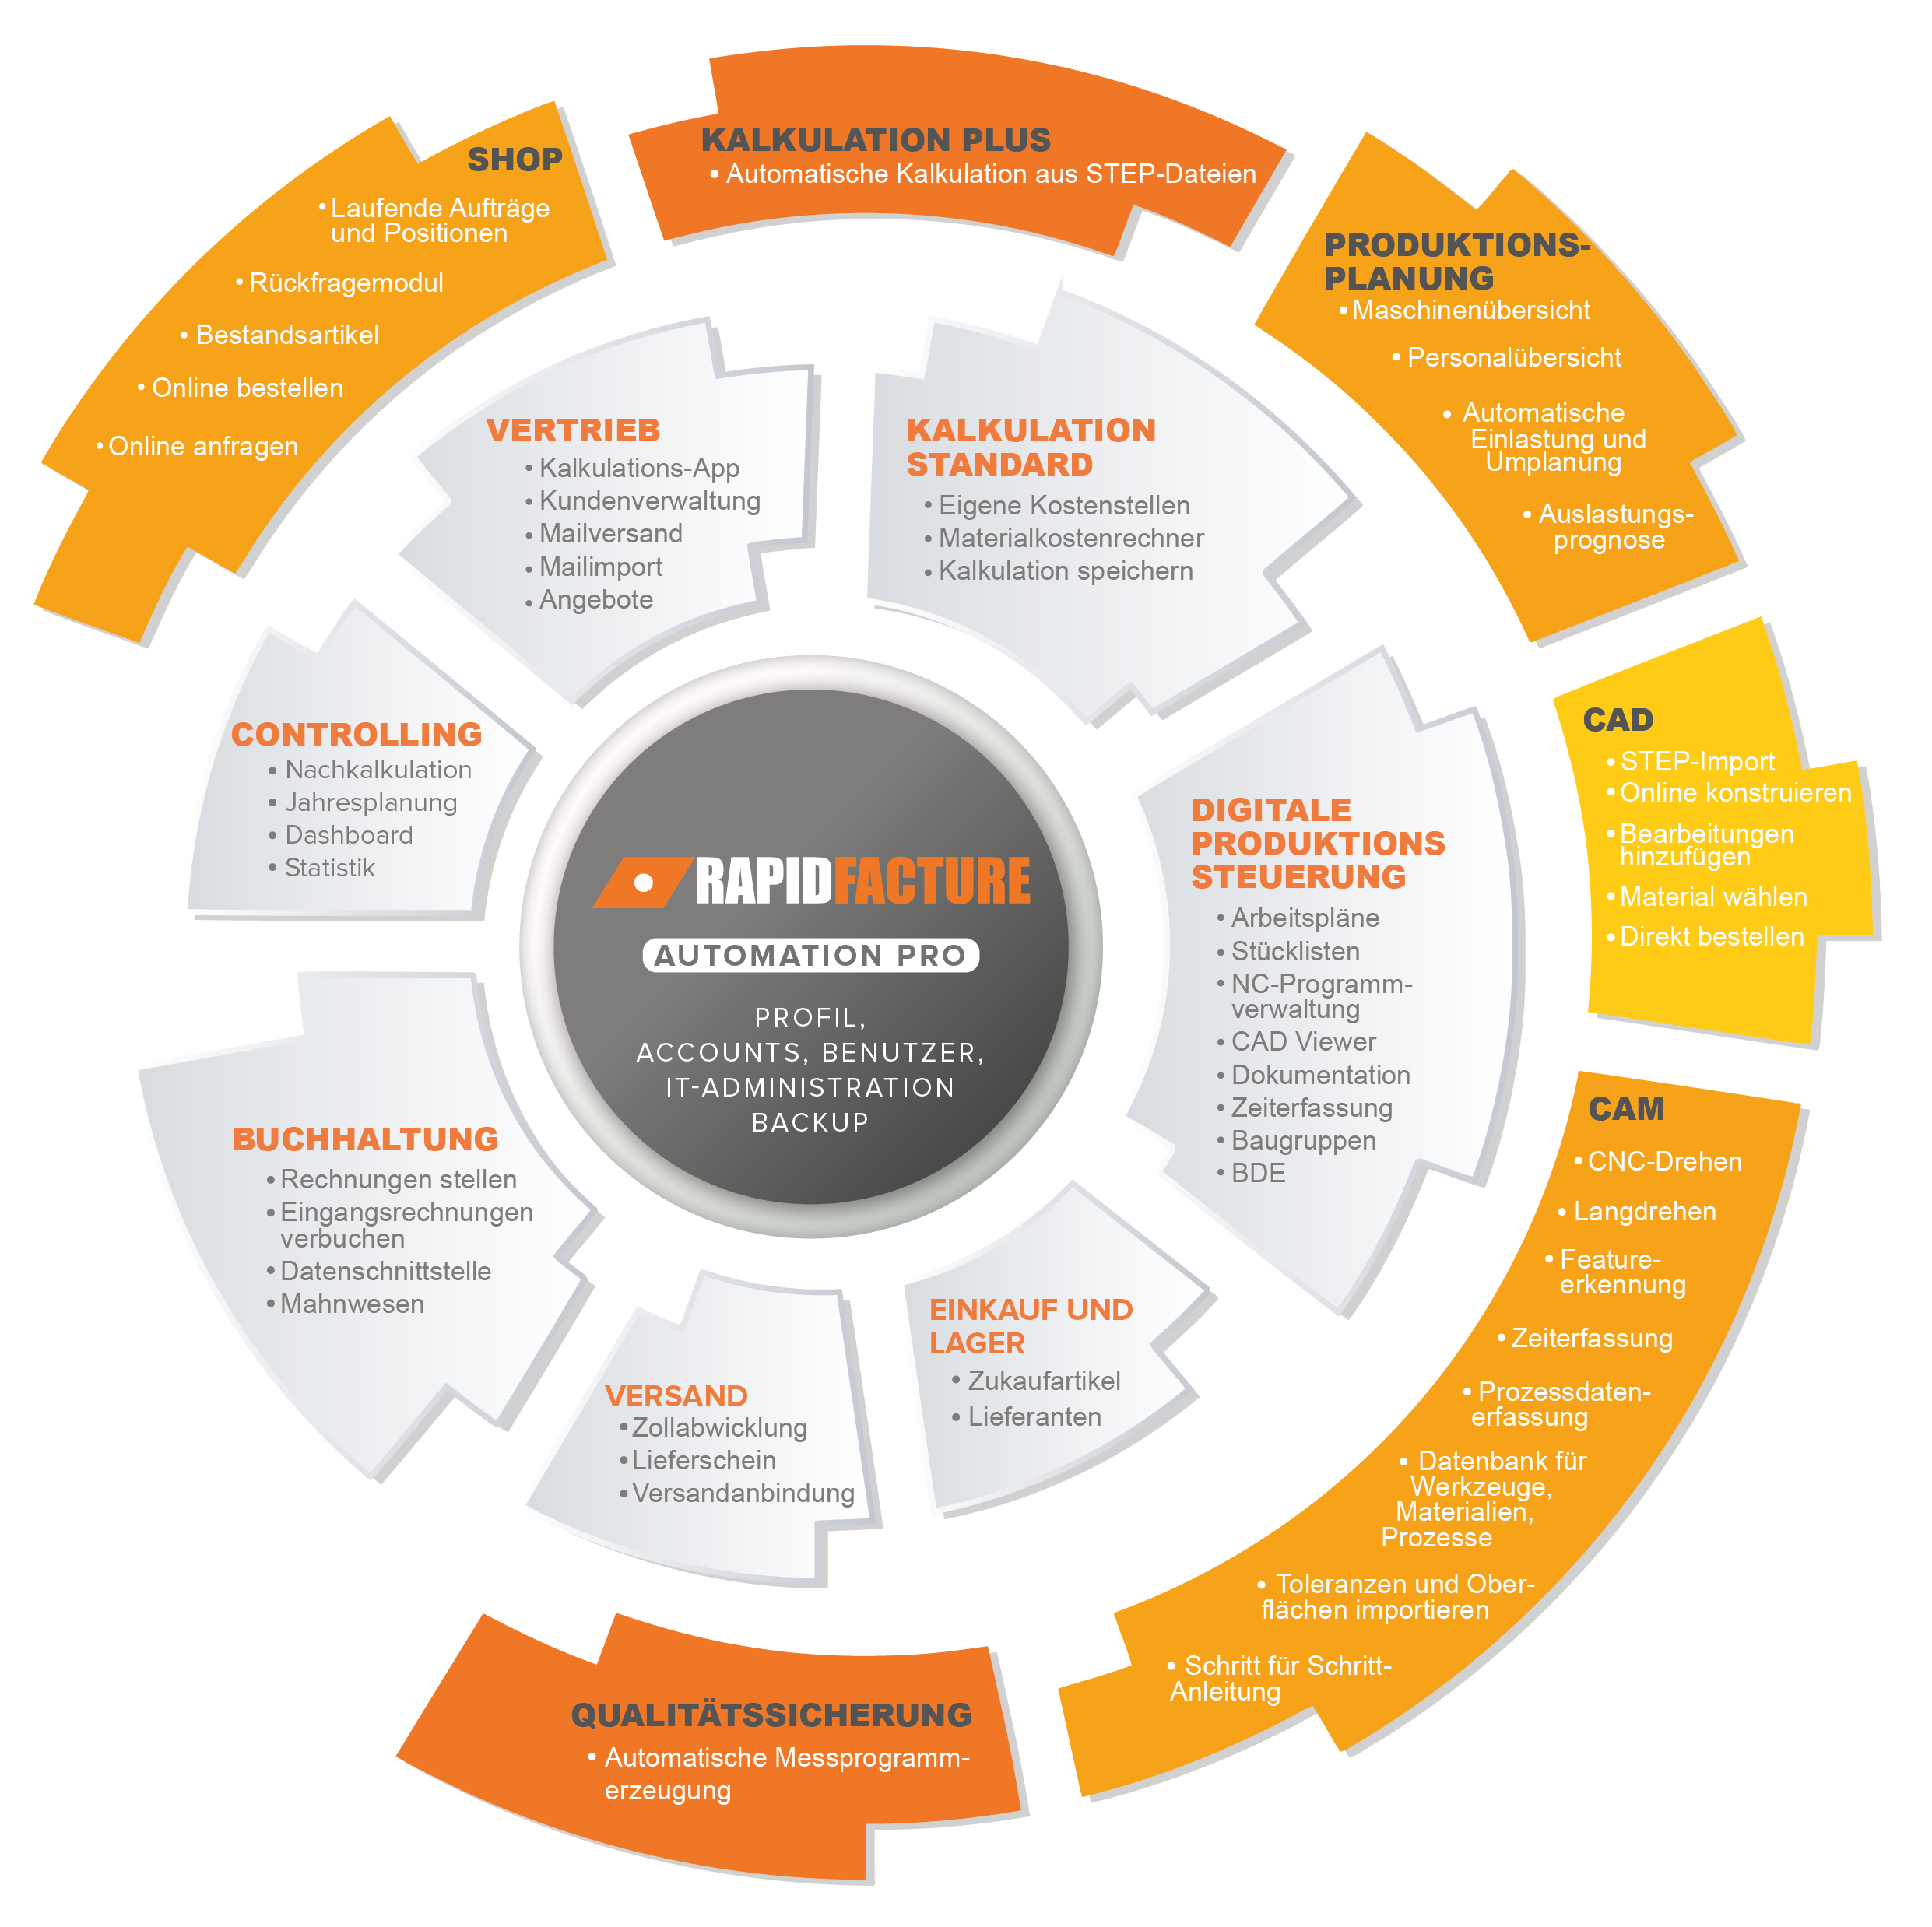 KALKULATION PLUS
• Automatische Kalkulation aus STEP-Dateien
SHOP
• Laufende Aufträge
und Positionen
• Rückfragemodul
• Bestandsartikel
• Online bestellen
• Online anfragen
PRODUKTIONS-
PLANUNG
• Maschinenübersicht
• Personalübersicht
• Automatische
Einlastung und
Umplanung
• Auslastungs-
prognose
VERTRIEB
• Kalkulations-App
• Kundenverwaltung
• Mailversand
• Mailimport
• Angebote
KALKULATION
STANDARD
• Eigene Kostenstellen
• Materialkostenrechner
• Kalkulation speichern
CONTROLLING
• Nachkalkulation
• Jahresplanung
• Dashboard
• Statistik
RAPIDFACTURE
AUTOMATION PRO
PROFIL,
ACCOUNTS, BENUTZER,
IT-ADMINISTRATION
BACKUP
DIGITALE
PRODUKTIONS
STEUERUNG
• Arbeitspläne
• Stücklisten
• NC-Programm-
verwaltung
• CAD Viewer
• Dokumentation
• Zeiterfassung
• Baugruppen
• BDE
CAD
• STEP-Import
• Online konstruieren
• Bearbeitungen
hinzufügen
• Material wählen
• Direkt bestellen
BUCHHALTUNG
• Rechnungen stellen
• Eingangsrechnungen
verbuchen
• Datenschnittstelle
• Mahnwesen
VERSAND
• Zollabwicklung
• Lieferschein
• Versandanbindung
EINKAUF UND
LAGER
• Zukaufartikel
• Lieferanten
CAM
• CNC-Drehen
• Langdrehen
• Feature-
erkennung
• Zeiterfassung
• Prozessdaten-
erfassung
• Datenbank für
Werkzeuge,
Materialien,
Prozesse
• Toleranzen und Ober-
flächen importieren
• Schritt für Schritt-
Anleitung
QUALITÄTSSICHERUNG
• Automatische Messprogramm-
erzeugung